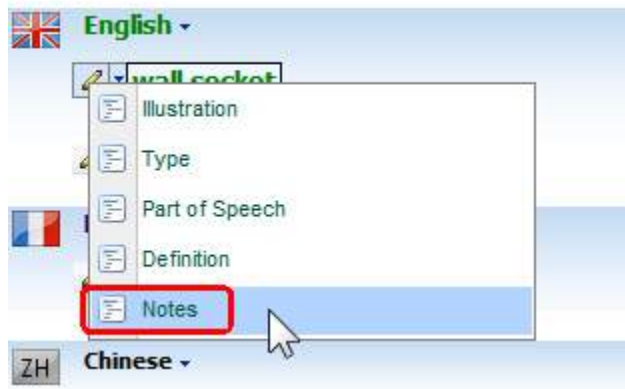 English
wall socket
Illustration
Type
Part of Speech
Definition
Notes
ZH Chinese